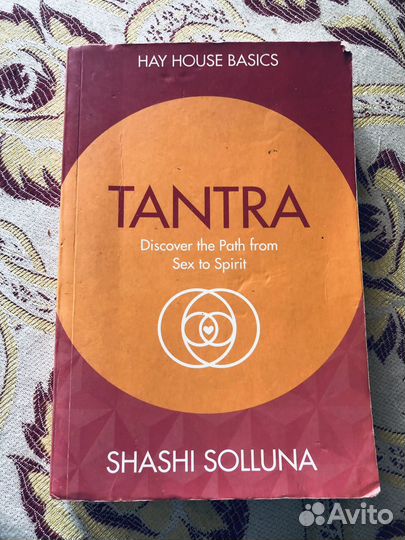 HAY HOUSE BASICS
TANTRA
Discover the Path from
Sex to Spirit
SHASHI SOLLUNA
Avito